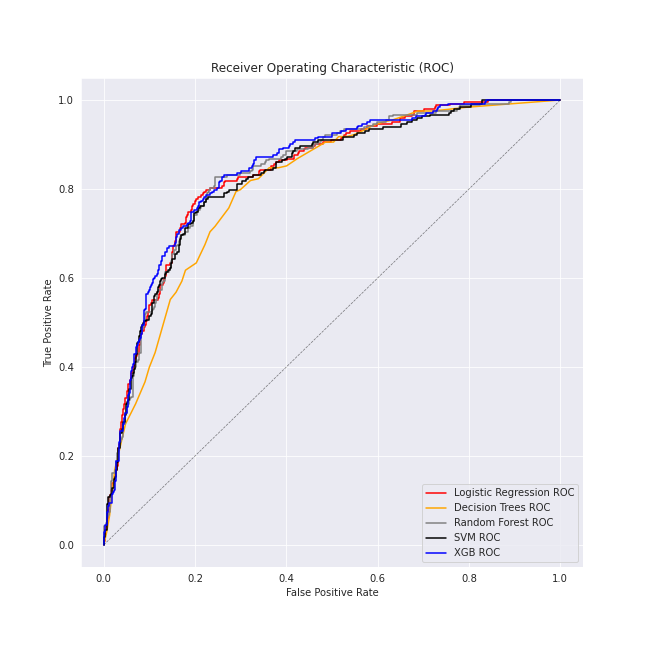 Receiver Operating Characteristic (ROC)
True Positive Rate
1.0
0.8
0.6
0.4
0.2
0.0
0.0 0.2 0.4 0.6 0.8 1.0
False Positive Rate
Logistic Regression ROC
Decision Trees ROC
Random Forest ROC
SVM ROC
XGB ROC